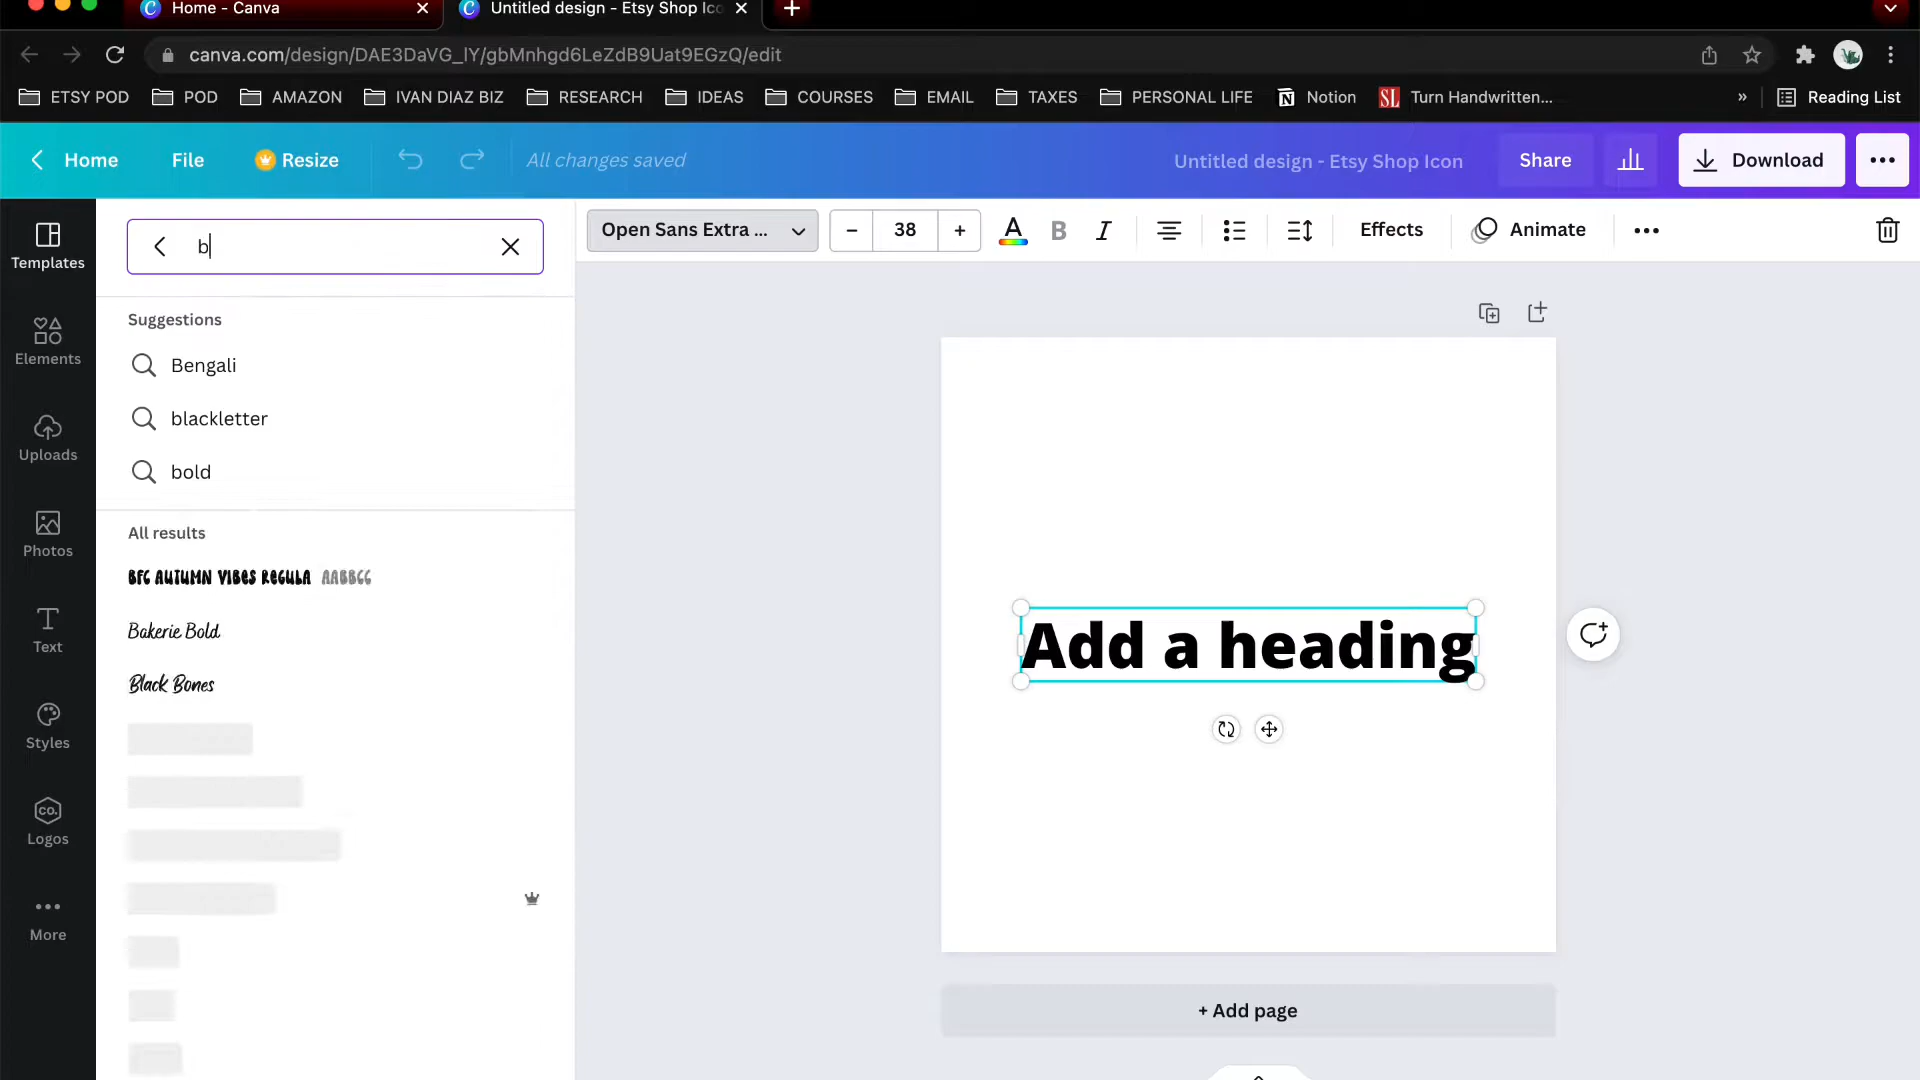 Home - Canva
Untitled design - Etsy Shop Ico
canva.com/design/DAE3DaVG_lY/gbMnhgd6LeZdB9Uat9EGzQ/edit
ETSY POD
POD
AMAZON
IVAN DIAZ BIZ
RESEARCH
IDEAS
COURSES
EMAIL
TAXES
PERSONAL LIFE
Notion
SL
Turn Handwritten...
»
Reading List
Home
File
Resize
All changes saved
Untitled design - Etsy Shop Icon
Share
Download
Templates
Elements
Uploads
Photos
Text
Styles
CO.
Logos
More
b
Suggestions
Bengali
blackletter
bold
All results
BFC AUTUMN VIBES REGULA AABBCC
Bakerie Bold
Black Bones
Open Sans Extra ...
38
A
B
I
Effects
Animate
Add a heading
+ Add page